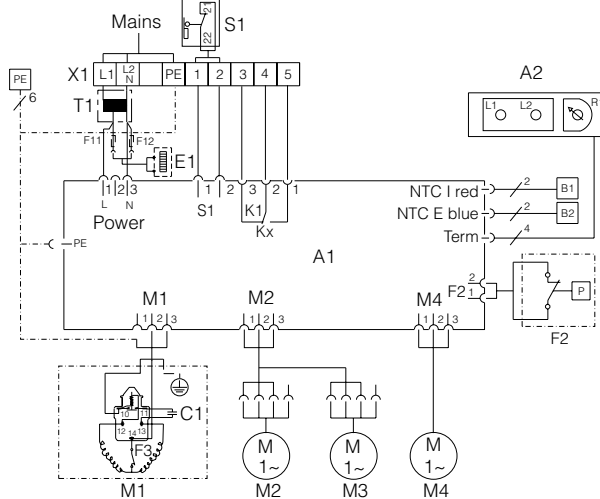 21
22
S1
Mains
X1 L1 L2 N PE 1 2 3 4 5
PE
6
T1
A2
L1 L2
F11 F12
E1
1 2 3
L N
Power
1 2
S1
3 2 1
K1
Kx
NTC I red 2 B1
NTC E blue 2 B2
Term 4
PE
A1
2
F2 1
P
F2
M1
1 2 3
M2
1 2 3
M4
1 2 3
10 11
C1
12 14 13
F3
M1
M 1~
M2
M 1~
M3
M 1~
M4